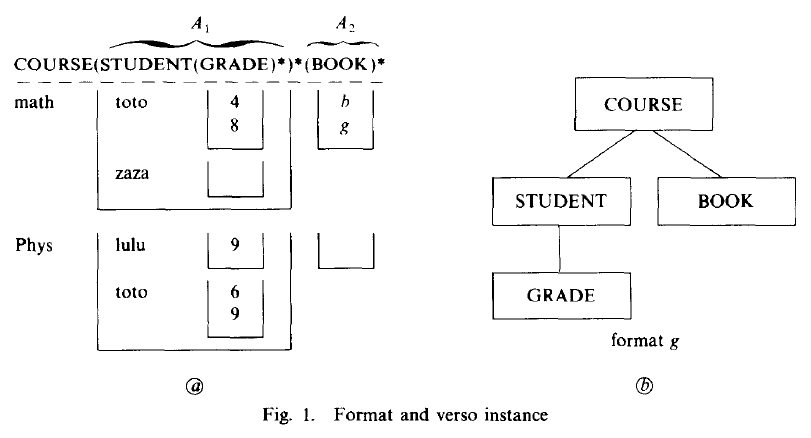 A₁ A₂
COURSE(STUDENT(GRADE)*)*(BOOK)*
math toto 4 b
8 g
zaza
Phys lulu 9
toto 6
9
ⓐ
COURSE
STUDENT BOOK
GRADE
format g
ⓑ
Fig. 1. Format and verso instance